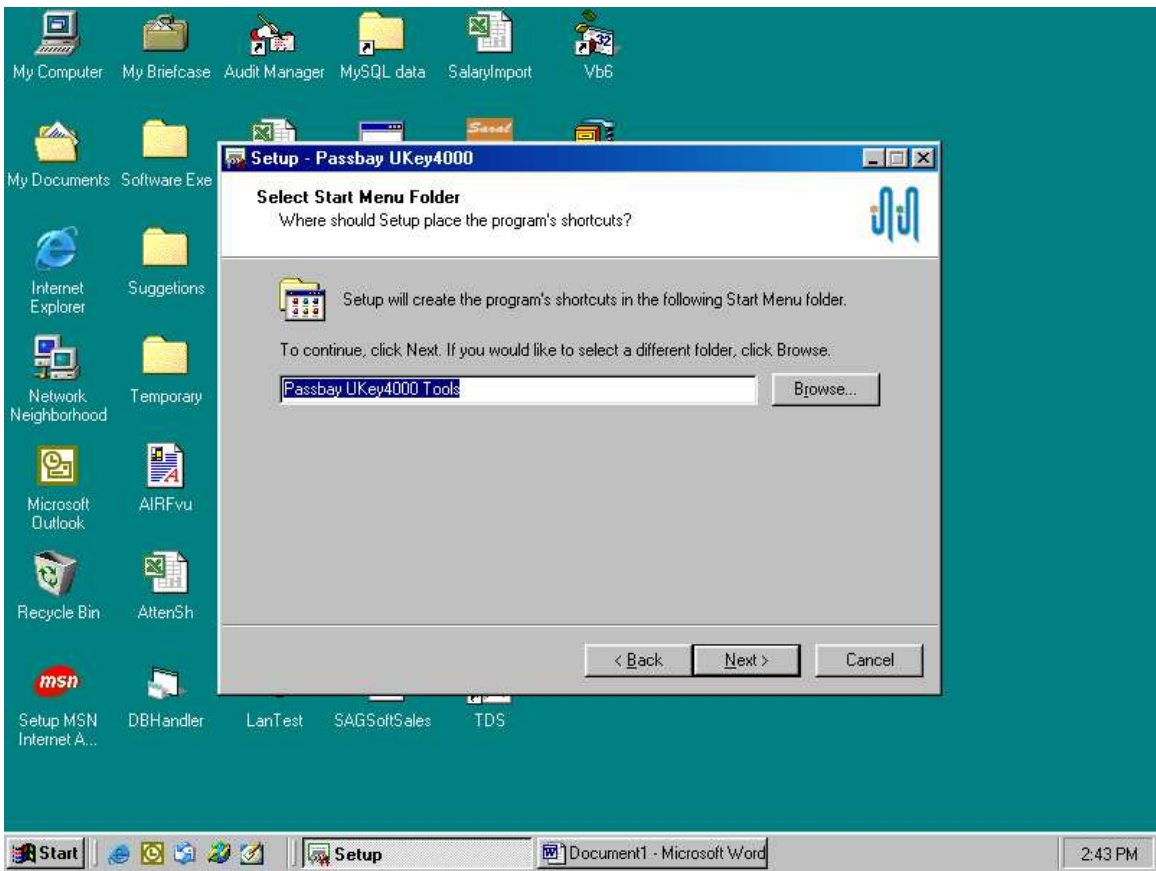 My Computer
My Briefcase
Audit Manager
MySQL data
SalaryImport
Vb6
32
Saral
My Documents
Software Exe
Setup - Passbay UKey4000
Select Start Menu Folder
Where should Setup place the program's shortcuts?
Setup will create the program's shortcuts in the following Start Menu folder.
To continue, click Next. If you would like to select a different folder, click Browse.
Passbay UKey4000 Tools
Browse...
< Back
Next >
Cancel
Internet
Explorer
Suggetions
Network
Neighborhood
Temporary
Microsoft
Outlook
AIRFvu
Recycle Bin
AttenSh
msn
Setup MSN
Internet A...
DBHandler
LanTest
SAGSoftSales
TDS
Start
Setup
Document1 - Microsoft Word
2:43 PM